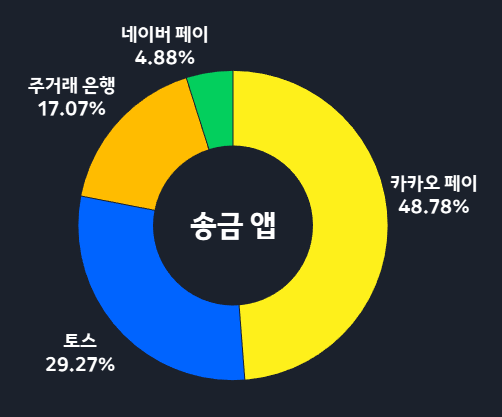 네이버 페이
4.88%
주거래 은행
17.07%
카카오 페이
48.78%
송금 앱
토스
29.27%